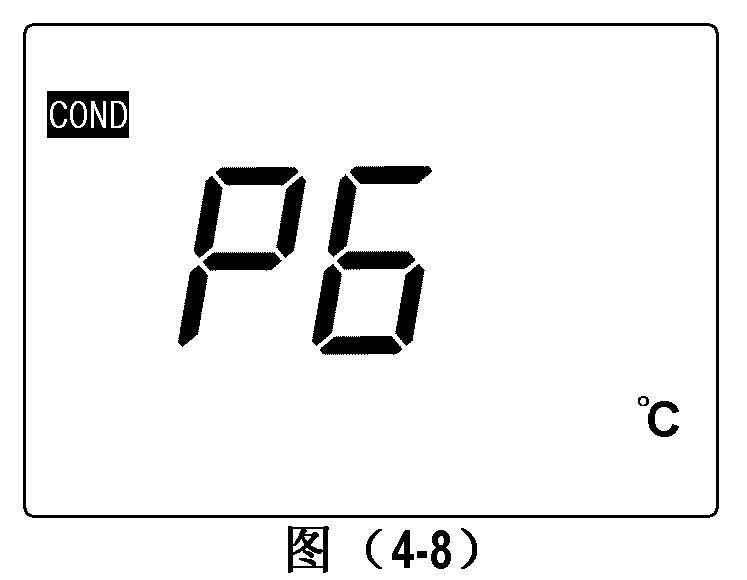 COND
P6
℃
图（4-8）